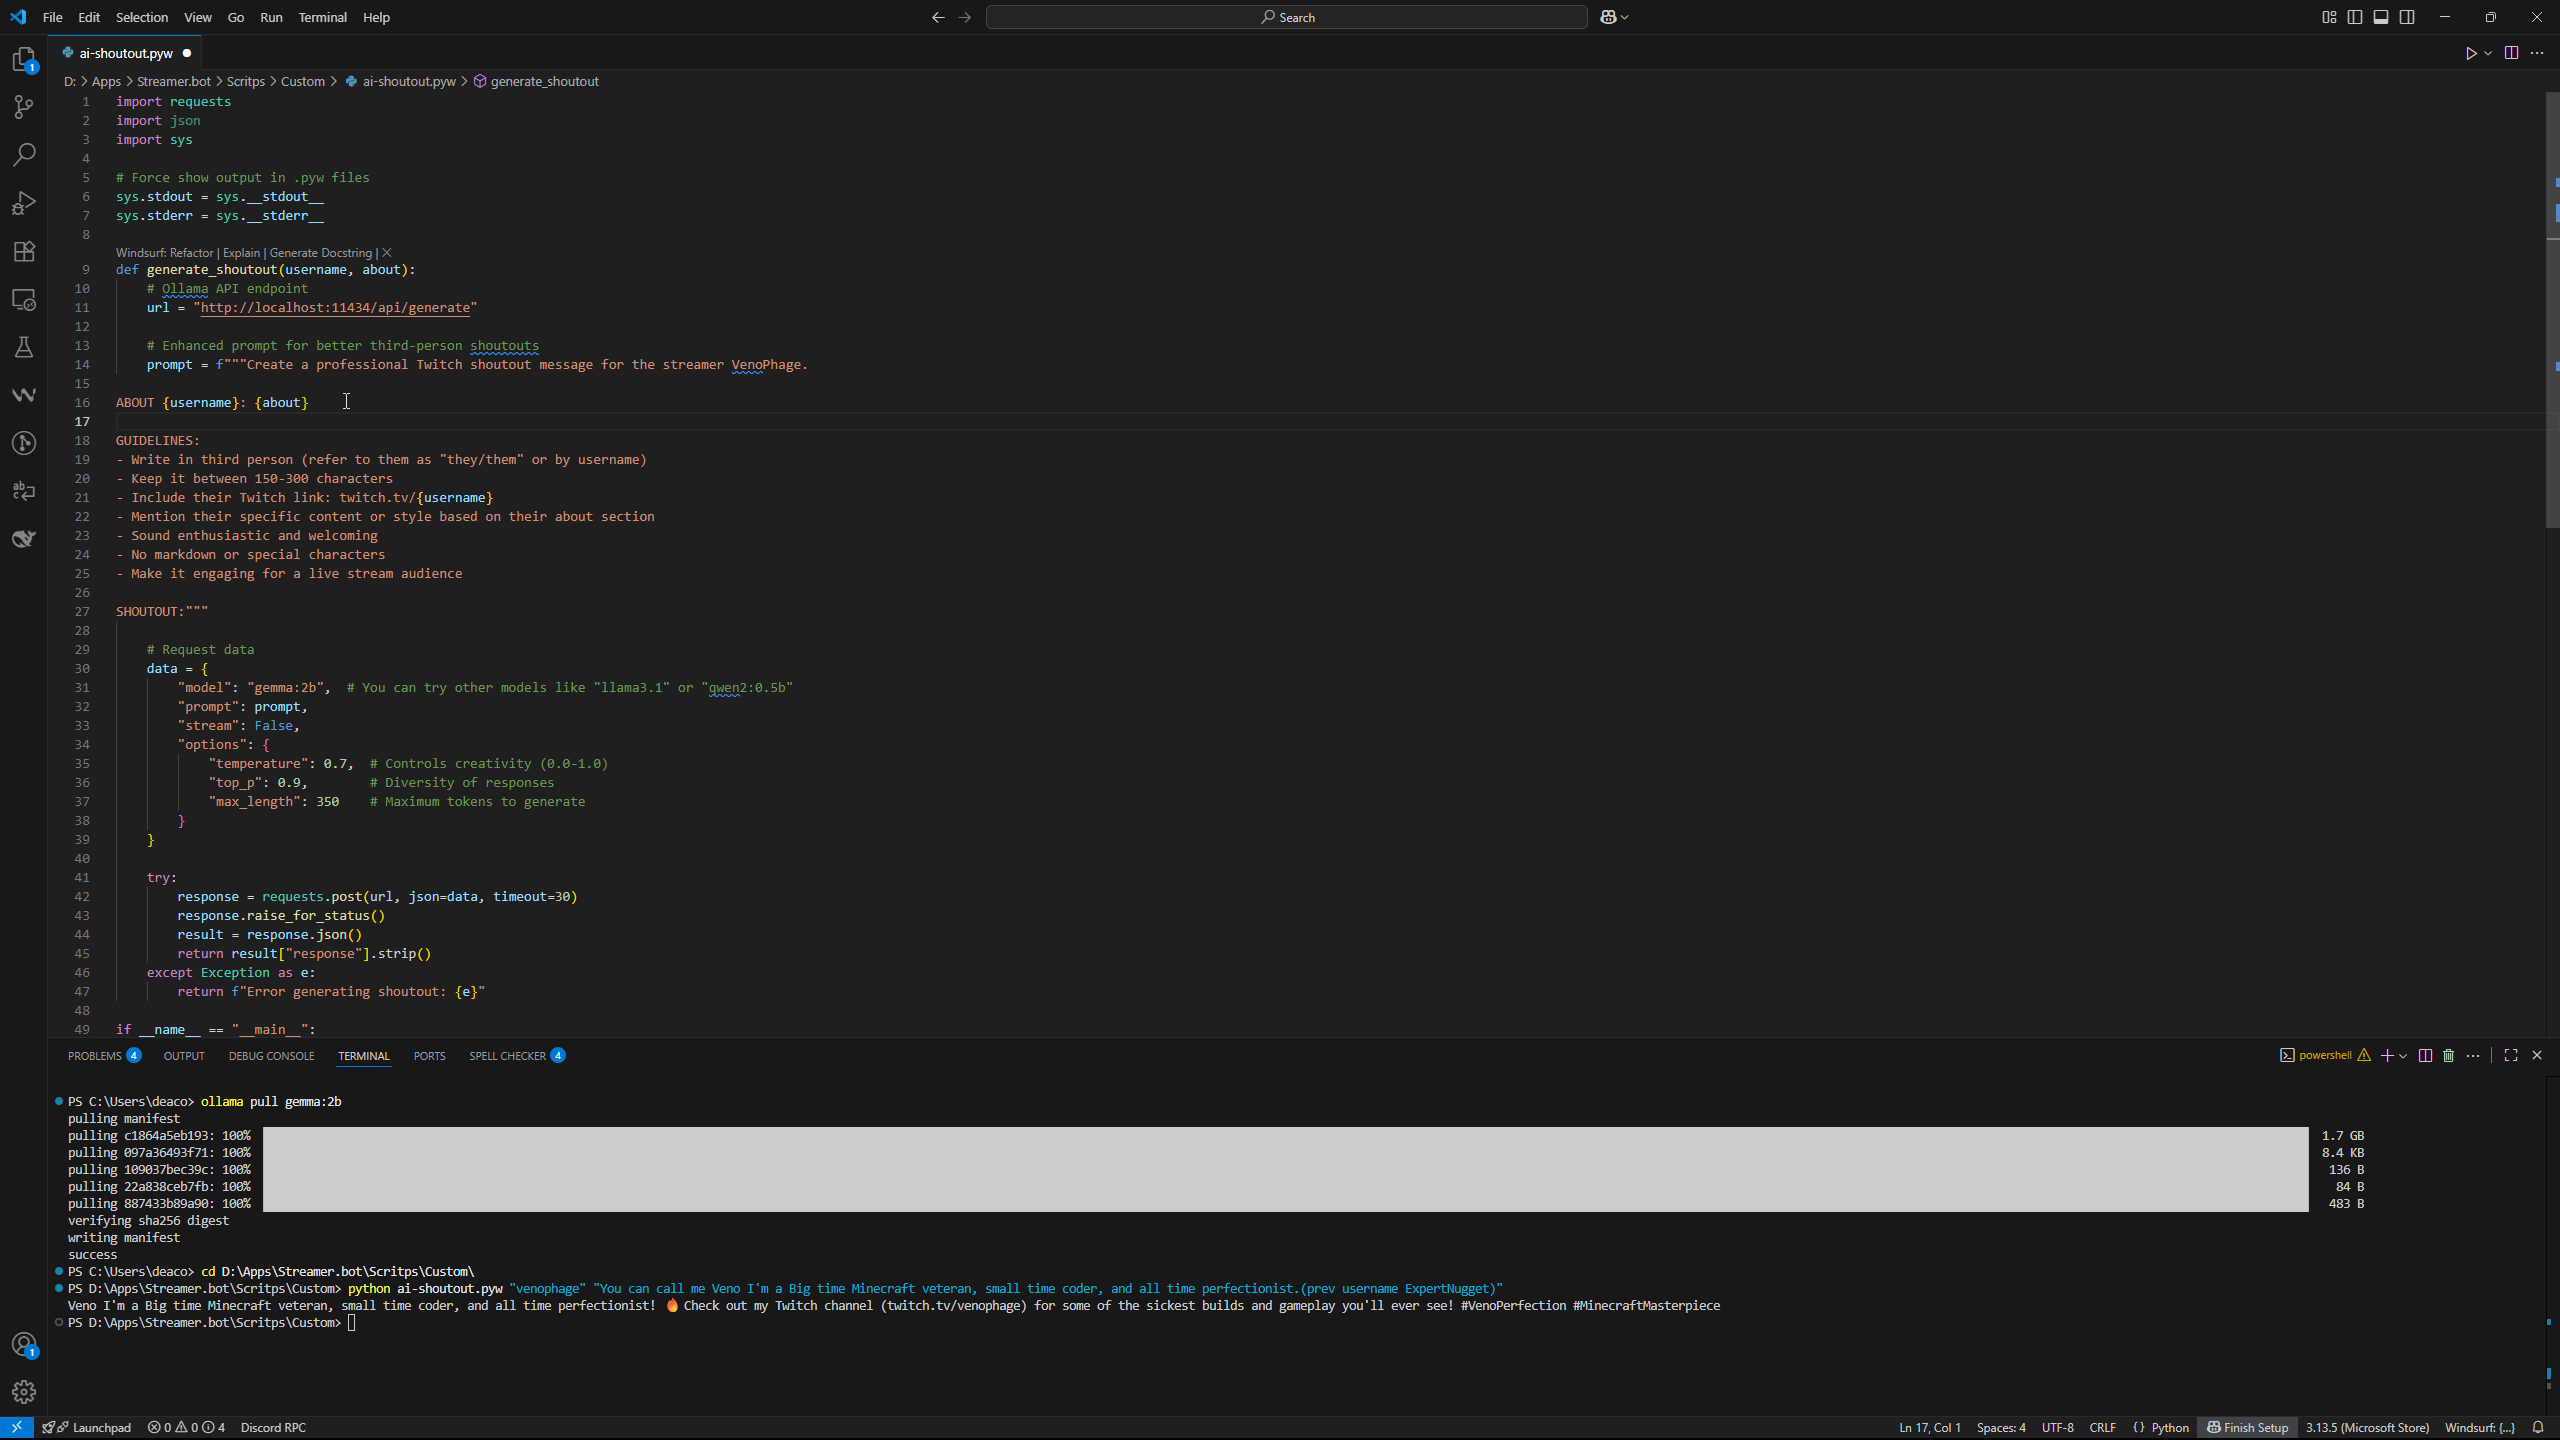 File Edit Selection View Go Run Terminal Help
Search
ai-shoutout.pyw
D: > Apps > Streamer.bot > Scritps > Custom > ai-shoutout.pyw > generate_shoutout
1 import requests
2 import json
3 import sys
4
5 # Force show output in .pyw files
6 sys.stdout = sys.__stdout__
7 sys.stderr = sys.__stderr__
8
Windsurf: Refactor | Explain | Generate Docstring | X
9 def generate_shoutout(username, about):
10 # Ollama API endpoint
11 url = "http://localhost:11434/api/generate"
12
13 # Enhanced prompt for better third-person shoutouts
14 prompt = f"""Create a professional Twitch shoutout message for the streamer VenoPhage.
15
16 ABOUT {username}: {about}
17
18 GUIDELINES:
19 - Write in third person (refer to them as "they/them" or by username)
20 - Keep it between 150-300 characters
21 - Include their Twitch link: twitch.tv/{username}
22 - Mention their specific content or style based on their about section
23 - Sound enthusiastic and welcoming
24 - No markdown or special characters
25 - Make it engaging for a live stream audience
26
27 SHOUTOUT:"""
28
29 # Request data
30 data = {
31 "model": "gemma:2b", # You can try other models like "llama3.1" or "qwen2:0.5b"
32 "prompt": prompt,
33 "stream": False,
34 "options": {
35 "temperature": 0.7, # Controls creativity (0.0-1.0)
36 "top_p": 0.9, # Diversity of responses
37 "max_length": 350 # Maximum tokens to generate
38 }
39 }
40
41 try:
42 response = requests.post(url, json=data, timeout=30)
43 response.raise_for_status()
44 result = response.json()
45 return result["response"].strip()
46 except Exception as e:
47 return f"Error generating shoutout: {e}"
48
49 if __name__ == "__main__":
PROBLEMS 4 OUTPUT DEBUG CONSOLE TERMINAL PORTS SPELL CHECKER 4 powershell
PS C:\Users\deaco> ollama pull gemma:2b
pulling manifest
pulling c1864a5eb193: 100% 1.7 GB
pulling 097a36493f71: 100% 8.4 KB
pulling 109037bec39c: 100% 136 B
pulling 22a838ceb7fb: 100% 84 B
pulling 887433b89a90: 100% 483 B
verifying sha256 digest
writing manifest
success
PS C:\Users\deaco> cd D:\Apps\Streamer.bot\Scritps\Custom\
PS D:\Apps\Streamer.bot\Scritps\Custom> python ai-shoutout.pyw "venophage" "You can call me Veno I'm a Big time Minecraft veteran, small time coder, and all time perfectionist.(prev username ExpertNugget)"
Veno I'm a Big time Minecraft veteran, small time coder, and all time perfectionist! 🔥 Check out my Twitch channel (twitch.tv/venophage) for some of the sickest builds and gameplay you'll ever see! #VenoPerfection #MinecraftMasterpiece
PS D:\Apps\Streamer.bot\Scritps\Custom>
Launchpad 0 0 4 Discord RPC Ln 17, Col 1 Spaces: 4 UTF-8 CRLF {} Python Finish Setup 3.13.5 (Microsoft Store) Windsurf: {...}